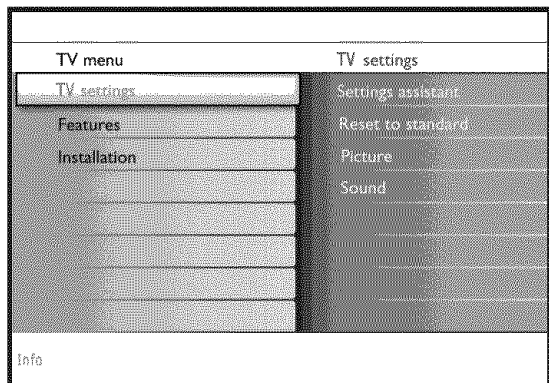 TV menu
TV settings
TV settings
Features
Installation
Settings assistant
Reset to standard
Picture
Sound
Info